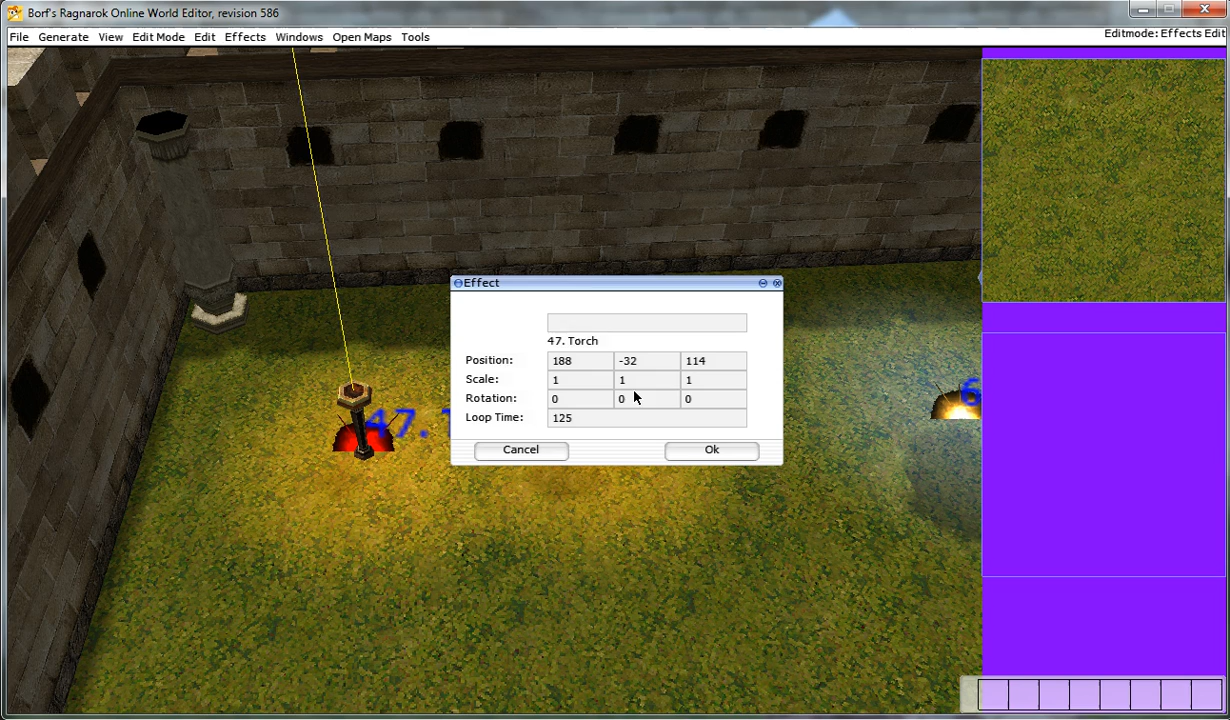 Borf's Ragnarok Online World Editor, revision 586
File Generate View Edit Mode Edit Effects Windows Open Maps Tools
Editmode: Effects Edit
Effect
47. Torch
Position: 188 -32 114
Scale: 1 1 1
Rotation: 0 0 0
Loop Time: 125
Cancel Ok
47.
6